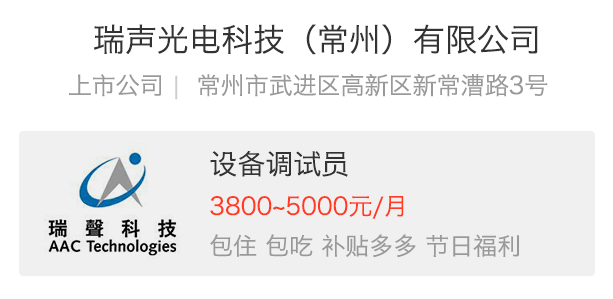 瑞声光电科技（常州）有限公司
上市公司｜ 常州市武进区高新区新常漕路3号
设备调试员
3800~5000元/月
包住 包吃 补贴多多 节日福利
瑞聲科技
AAC Technologies